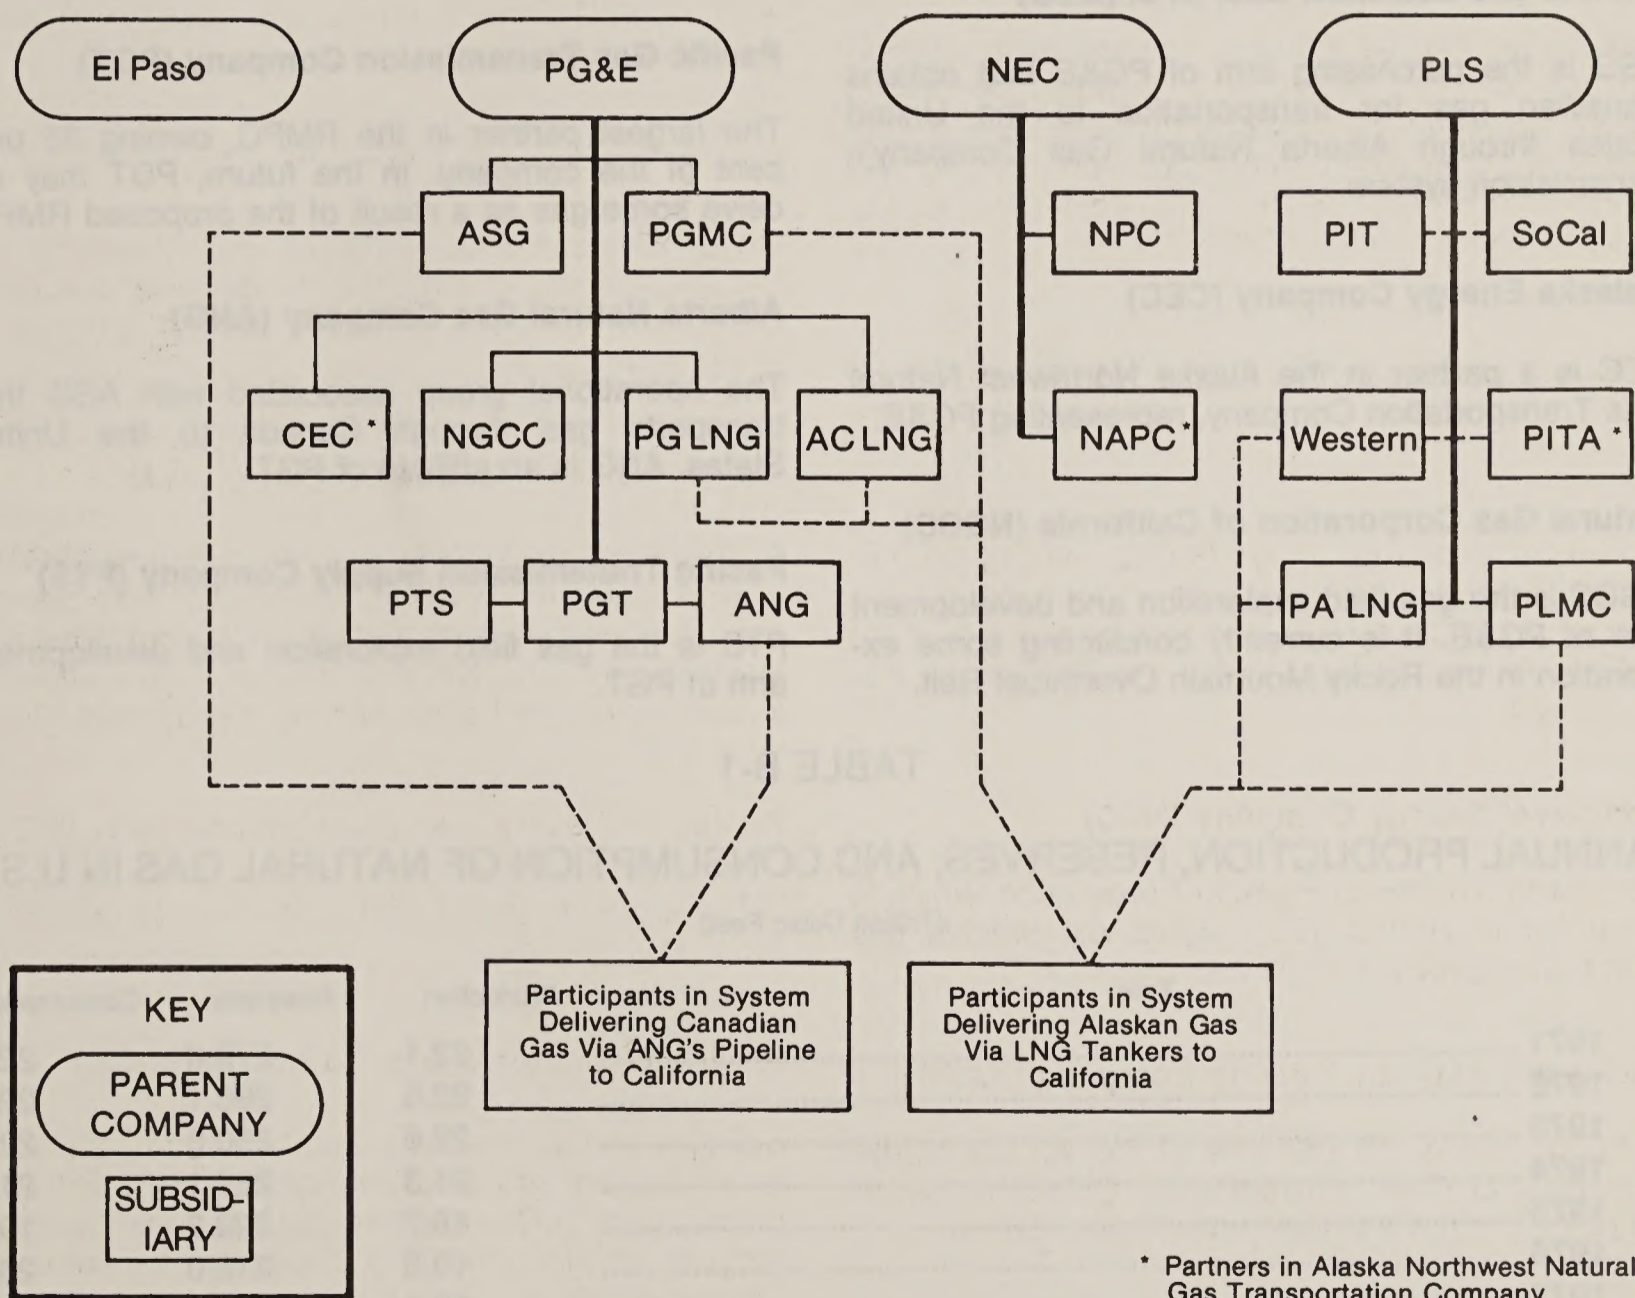 El Paso
PG&E
NEC
PLS
ASG
PGMC
NPC
PIT
SoCal
CEC *
NGCC
PG LNG
AC LNG
NAPC *
Western
PITA *
PTS
PGT
ANG
PA LNG
PLMC
Participants in System
Delivering Canadian
Gas Via ANG's Pipeline
to California
Participants in System
Delivering Alaskan Gas
Via LNG Tankers to
California
KEY
PARENT
COMPANY
SUBSID-
IARY
* Partners in Alaska Northwest Natural
Gas Transportation Company